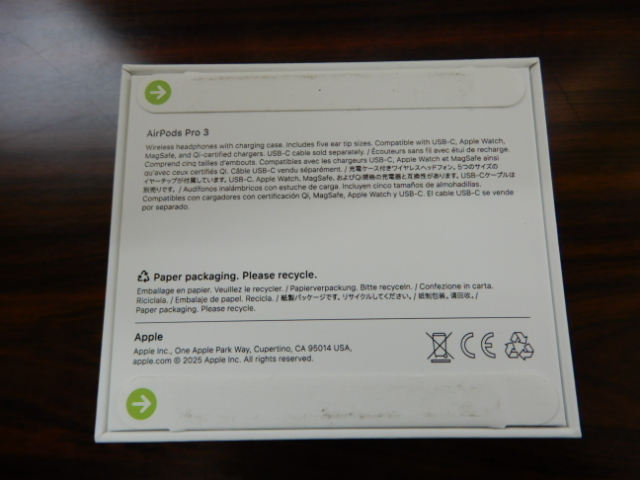 AirPods Pro 3
Wireless headphones with charging case. Includes five ear tip sizes. Compatible with USB-C, Apple Watch,
MagSafe, and Qi-certified chargers. USB-C cable sold separately. / Écouteurs sans fil avec étui de recharge.
Comprend cinq tailles d'embouts. Compatibles avec les chargeurs USB-C, Apple Watch et MagSafe ainsi
qu'avec ceux certifiés Qi. Câble USB-C vendu séparément. / 充電ケース付きワイヤレスヘッドフォン。5つのサイズの
イヤーチップが付属しています。USB-C、Apple Watch、MagSafe、およびQi規格の充電器と互換性があります。USB-Cケーブルは
別売りです。/ Audífonos inalámbricos con estuche de carga. Incluyen cinco tamaños de almohadillas.
Compatibles con cargadores con certificación Qi, MagSafe, Apple Watch y USB-C. El cable USB-C se vende
por separado.
Paper packaging. Please recycle.
Emballage en papier. Veuillez le recycler. / Papierverpackung. Bitte recyceln. / Confezione in carta.
Riciclala. / Embalaje de papel. Recicla. / 紙製パッケージです。リサイクルしてください。/ 纸制包装。请回收。/
Paper packaging. Please recycle.
Apple
Apple Inc., One Apple Park Way, Cupertino, CA 95014 USA,
apple.com © 2025 Apple Inc. All rights reserved.
CE